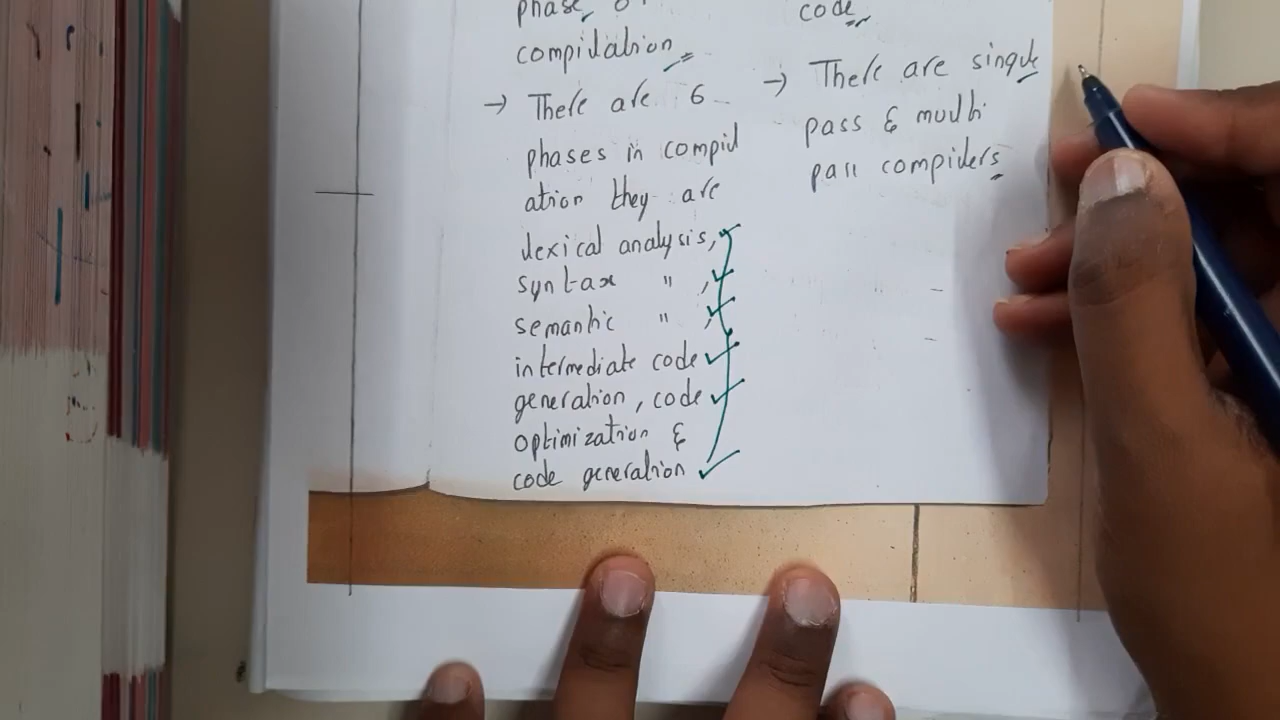 phase
compilation
→ There are 6
phases in compil
ation they are
lexical analysis,
syntax " ,
semantic " ,
intermediate code
generation, code
optimization &
code generation
code
→ There are single
pass & multi
pass compilers